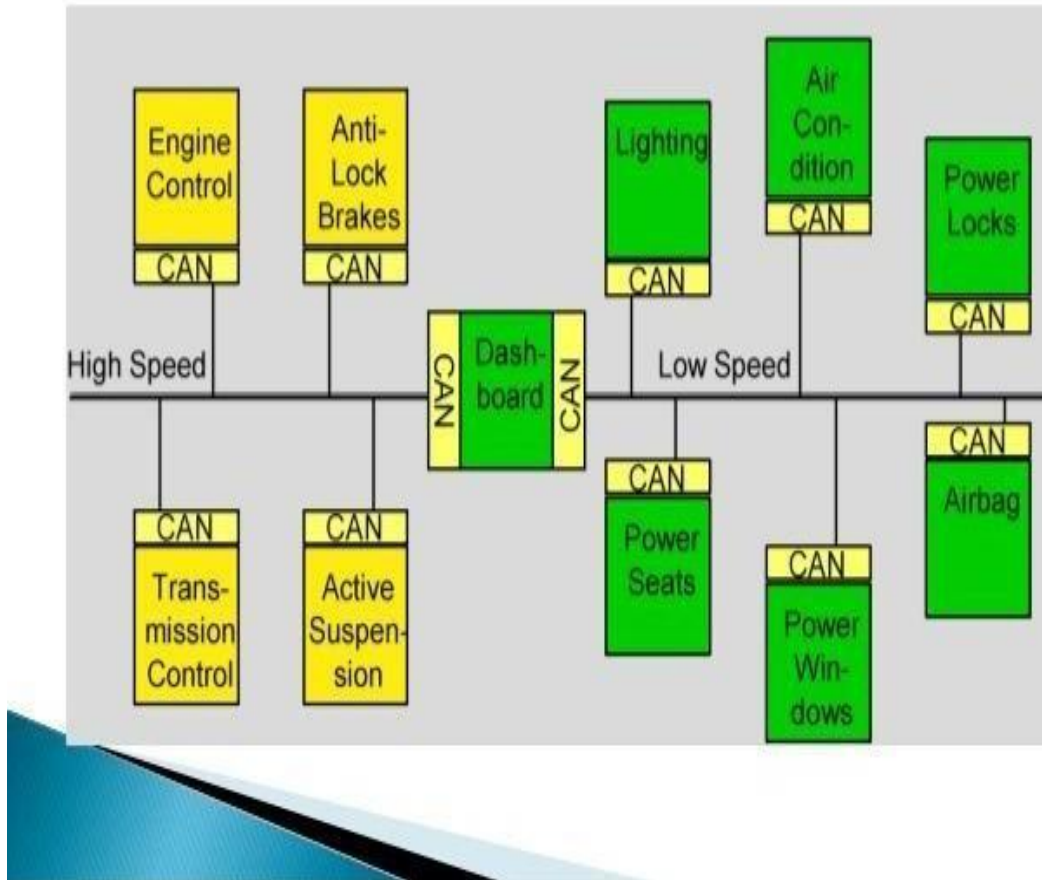 Engine
Control
CAN
Anti-
Lock
Brakes
CAN
Lighting
CAN
Air
Con-
dition
CAN
Power
Locks
CAN
High Speed
CAN
Dash-
board
CAN
Low Speed
CAN
Trans-
mission
Control
CAN
Active
Suspen-
sion
CAN
Power
Seats
CAN
Power
Win-
dows
CAN
Airbag